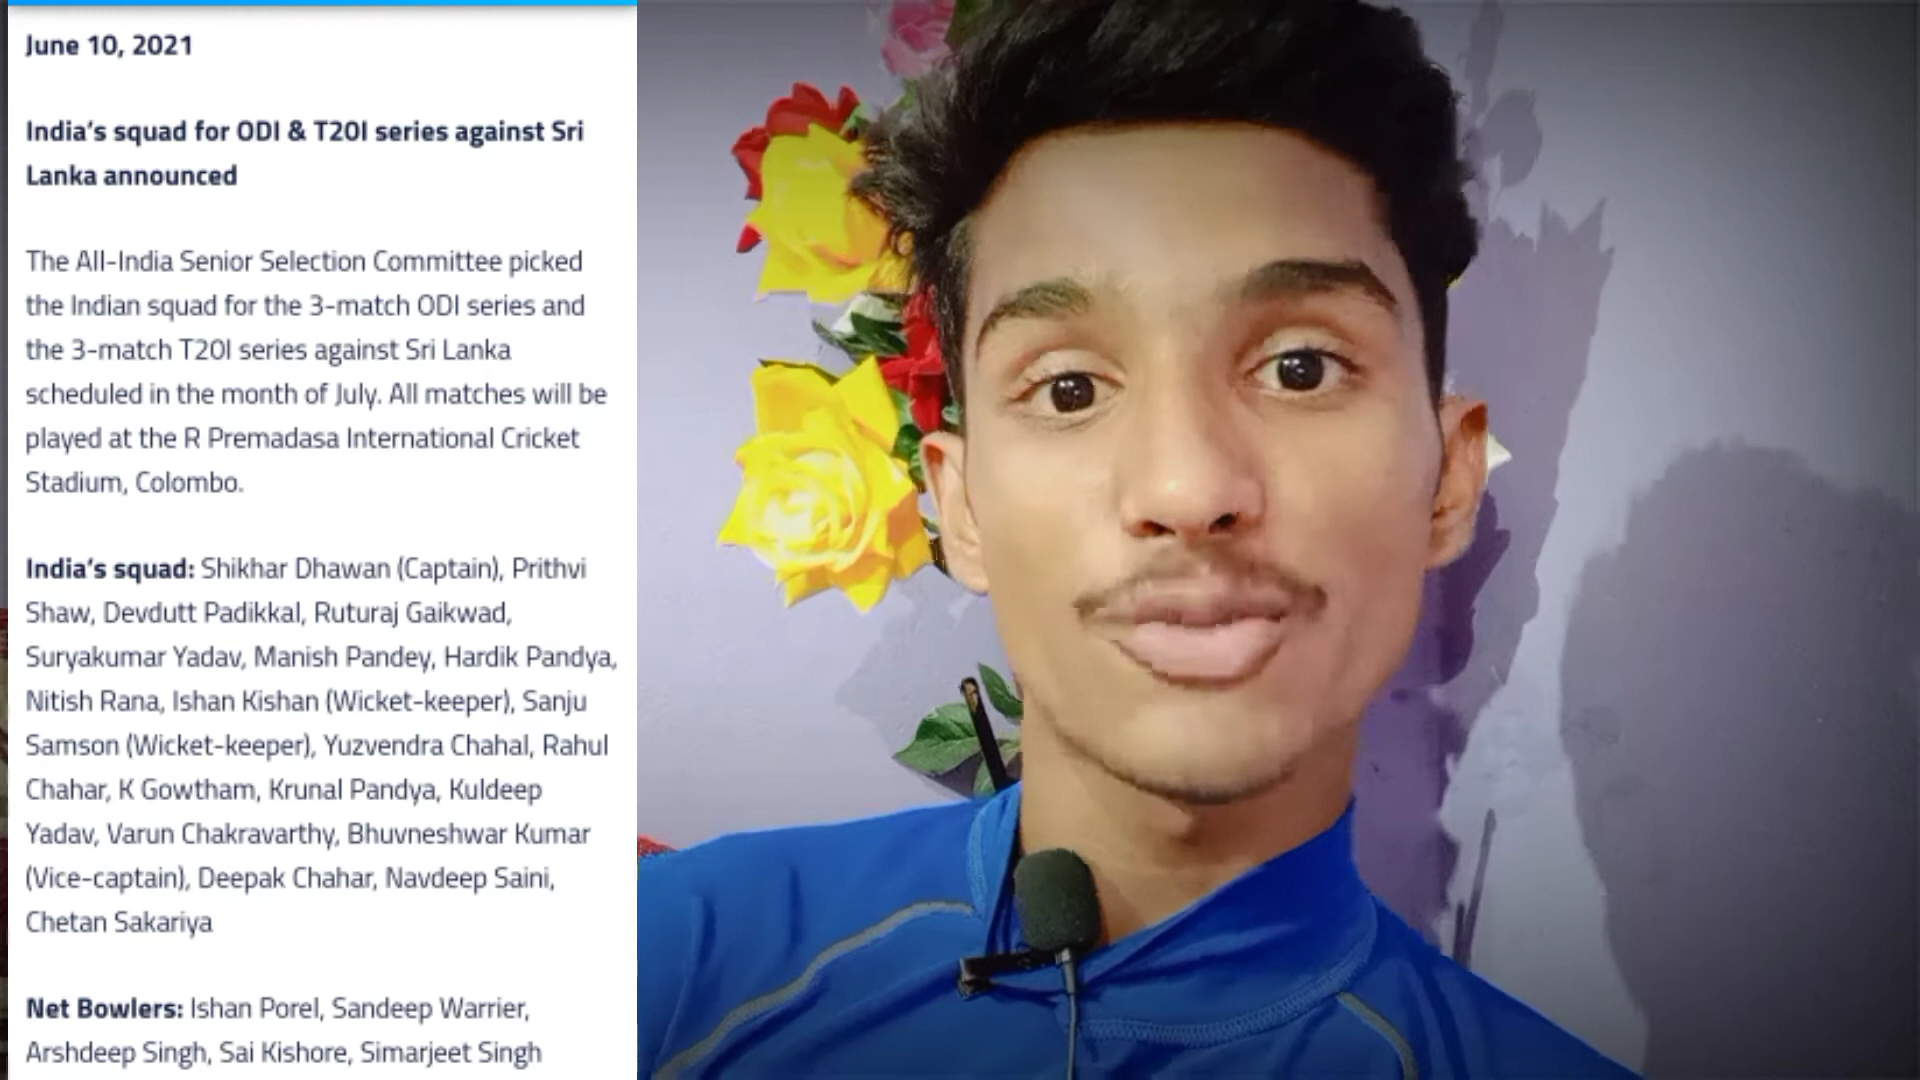 June 10, 2021
India’s squad for ODI & T20I series against Sri
Lanka announced
The All-India Senior Selection Committee picked
the Indian squad for the 3-match ODI series and
the 3-match T20I series against Sri Lanka
scheduled in the month of July. All matches will be
played at the R Premadasa International Cricket
Stadium, Colombo.
India’s squad: Shikhar Dhawan (Captain), Prithvi
Shaw, Devdutt Padikkal, Ruturaj Gaikwad,
Suryakumar Yadav, Manish Pandey, Hardik Pandya,
Nitish Rana, Ishan Kishan (Wicket-keeper), Sanju
Samson (Wicket-keeper), Yuzvendra Chahal, Rahul
Chahar, K Gowtham, Krunal Pandya, Kuldeep
Yadav, Varun Chakravarthy, Bhuvneshwar Kumar
(Vice-captain), Deepak Chahar, Navdeep Saini,
Chetan Sakariya
Net Bowlers: Ishan Porel, Sandeep Warrier,
Arshdeep Singh, Sai Kishore, Simarjeet Singh